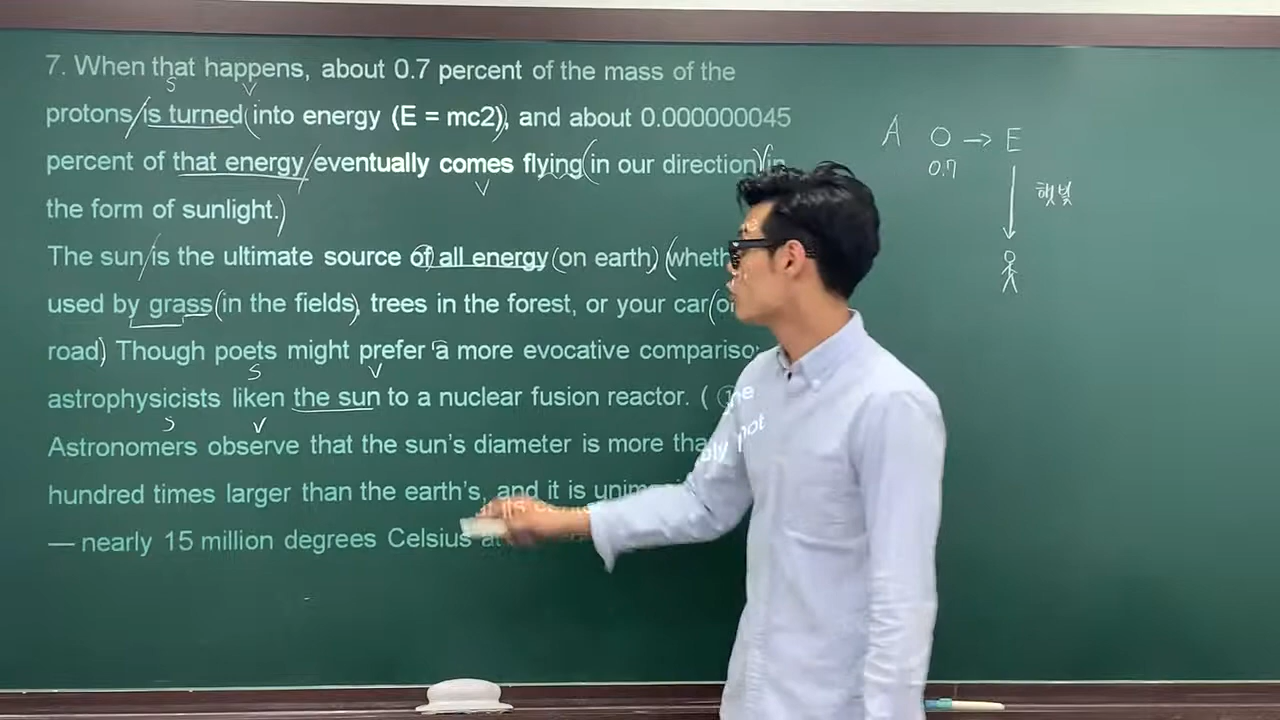 7. When that happens, about 0.7 percent of the mass of the
protons is turned into energy (E = mc2), and about 0.000000045
percent of that energy eventually comes flying in our direction in
the form of sunlight.
The sun is the ultimate source of all energy on earth, 
used by grass in the fields, trees in the forest, or your car
road. Though poets might prefer a more evocative
astrophysicists liken the sun to a nuclear fusion reactor. ( ①
Astronomers observe that the sun's diameter is more
hundred times larger than the earth's, and it is
— nearly 15 million degrees Celsius at
S V
V
S V
S V
A O → E
0.7
햇빛